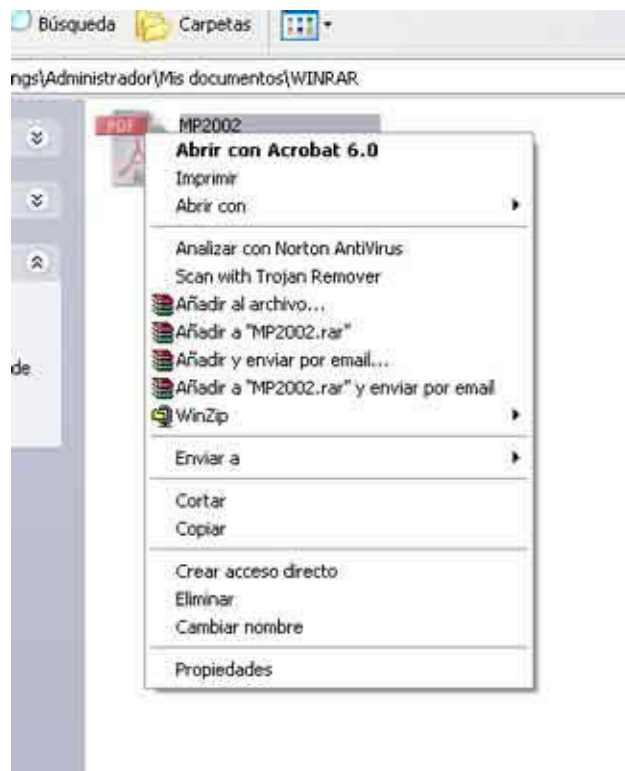 Búsqueda Carpetas
ngs\Administrador\Mis documentos\WINRAR
PDF MP2002
Abrir con Acrobat 6.0
Imprimir
Abrir con
Analizar con Norton AntiVirus
Scan with Trojan Remover
Añadir al archivo...
Añadir a "MP2002.rar"
Añadir y enviar por email...
de
Añadir a "MP2002.rar" y enviar por email
WinZip
Enviar a
Cortar
Copiar
Crear acceso directo
Eliminar
Cambiar nombre
Propiedades